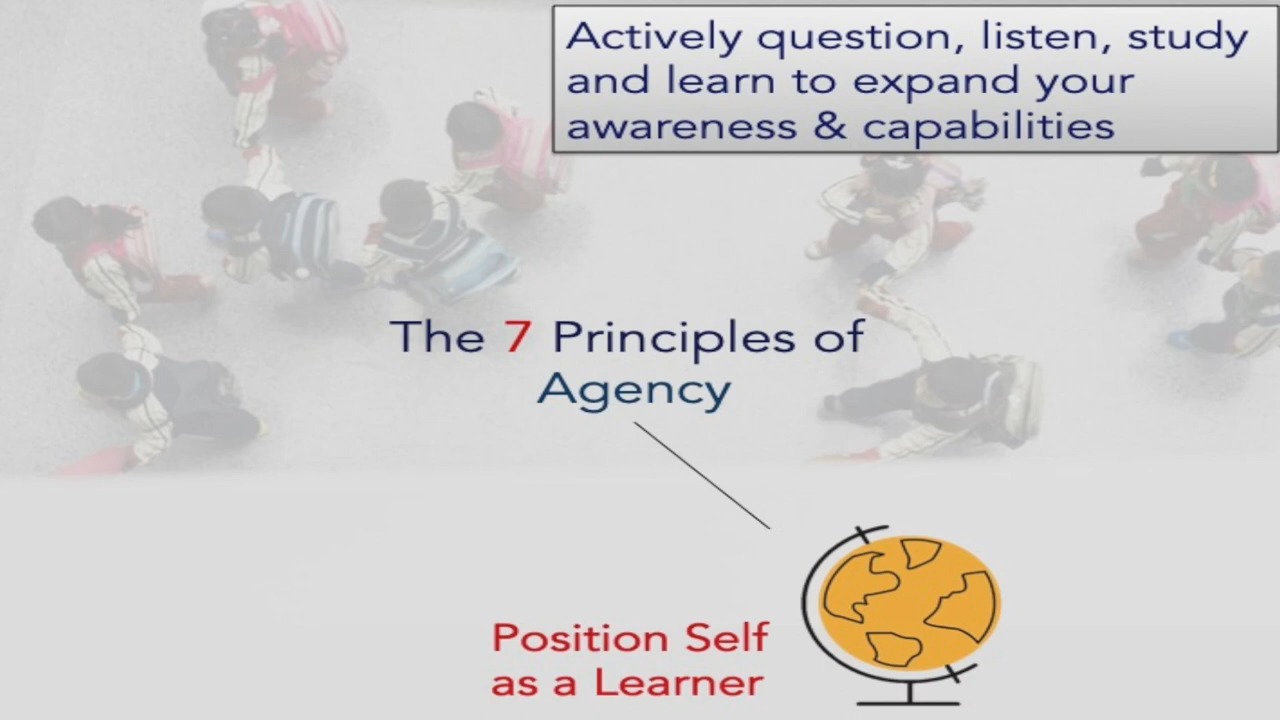 Actively question, listen, study
and learn to expand your
awareness & capabilities
The 7 Principles of
Agency
Position Self
as a Learner